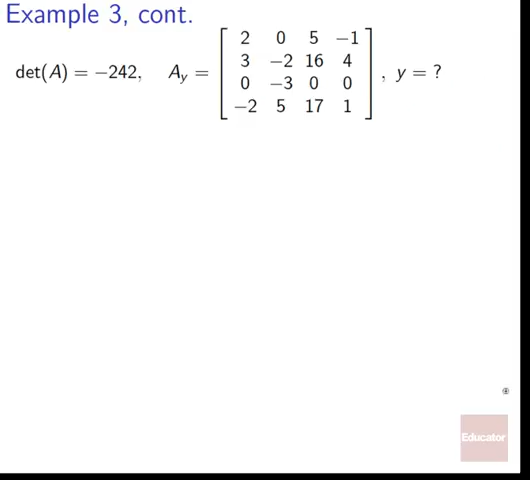 Example 3, cont.
det(A) = −242, A_y = [ 2 0 5 −1
3 −2 16 4
0 −3 0 0
−2 5 17 1 ] , y = ?
Educator